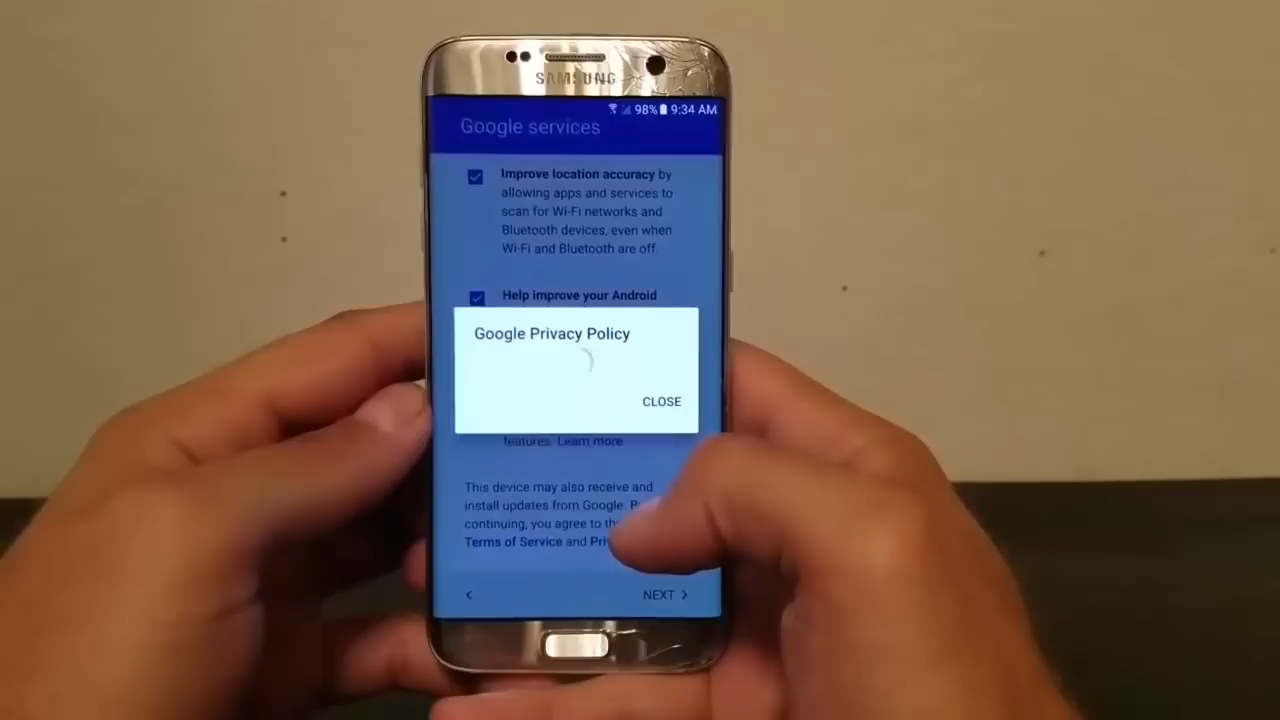 SAMSUNG
98% 9:34 AM
Google services
Improve location accuracy by
allowing apps and services to
scan for Wi-Fi networks and
Bluetooth devices, even when
Wi-Fi and Bluetooth are off.
Help improve your Android
Google Privacy Policy
CLOSE
features. Learn more
This device may also receive and
install updates from Google.
continuing, you agree to
Terms of Service and
NEXT >